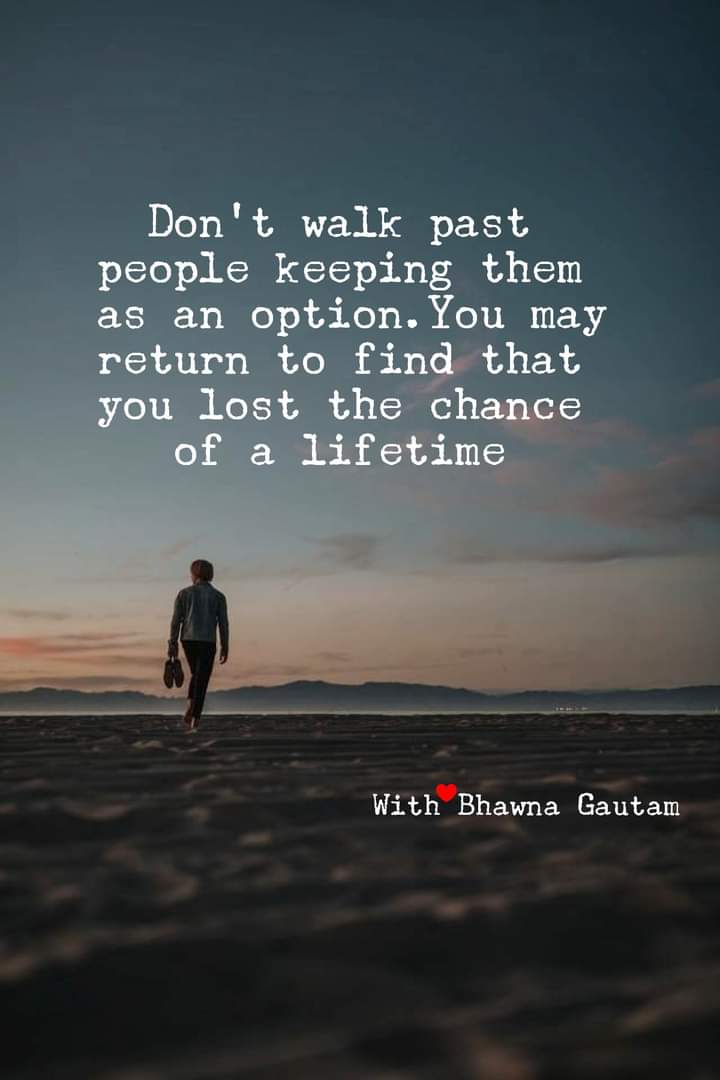 Don't walk past
people keeping them
as an option.You may
return to find that
you lost the chance
of a lifetime
With❤Bhawna Gautam